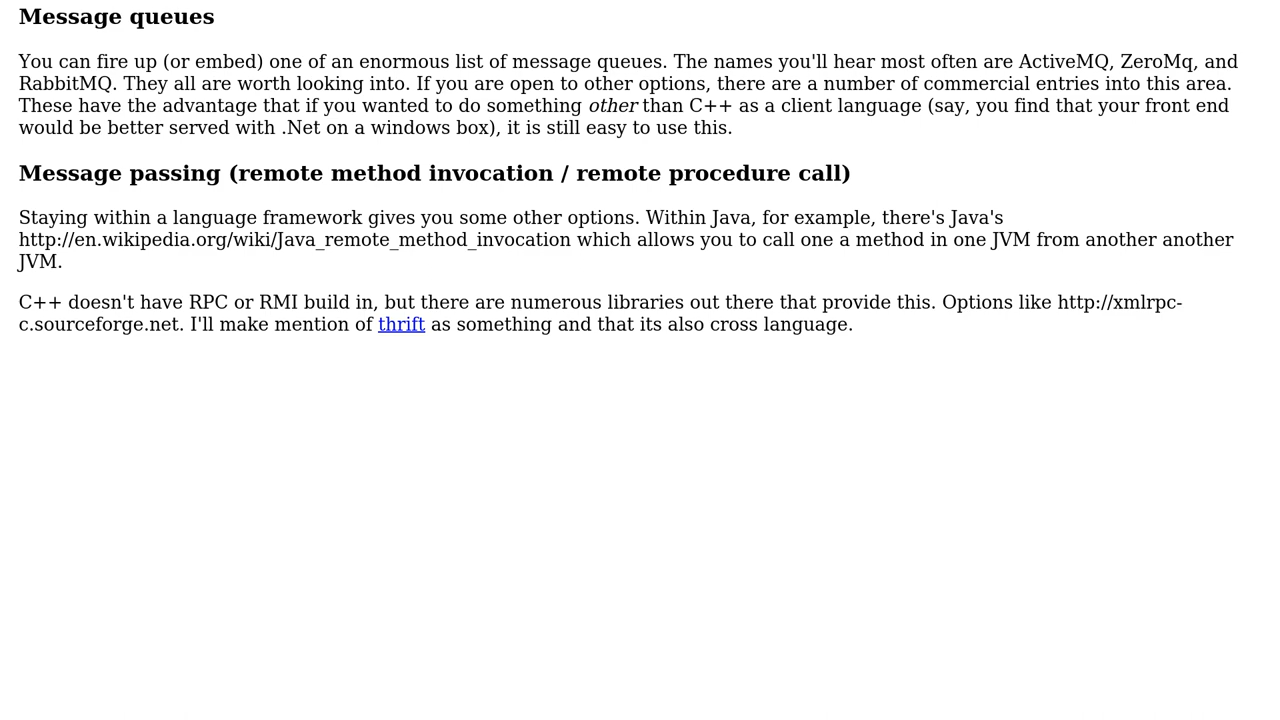 Message queues
You can fire up (or embed) one of an enormous list of message queues. The names you'll hear most often are ActiveMQ, ZeroMq, and
RabbitMQ. They all are worth looking into. If you are open to other options, there are a number of commercial entries into this area.
These have the advantage that if you wanted to do something other than C++ as a client language (say, you find that your front end
would be better served with .Net on a windows box), it is still easy to use this.
Message passing (remote method invocation / remote procedure call)
Staying within a language framework gives you some other options. Within Java, for example, there's Java's
http://en.wikipedia.org/wiki/Java_remote_method_invocation which allows you to call one a method in one JVM from another another
JVM.
C++ doesn't have RPC or RMI build in, but there are numerous libraries out there that provide this. Options like http://xmlrpc-
c.sourceforge.net. I'll make mention of thrift as something and that its also cross language.